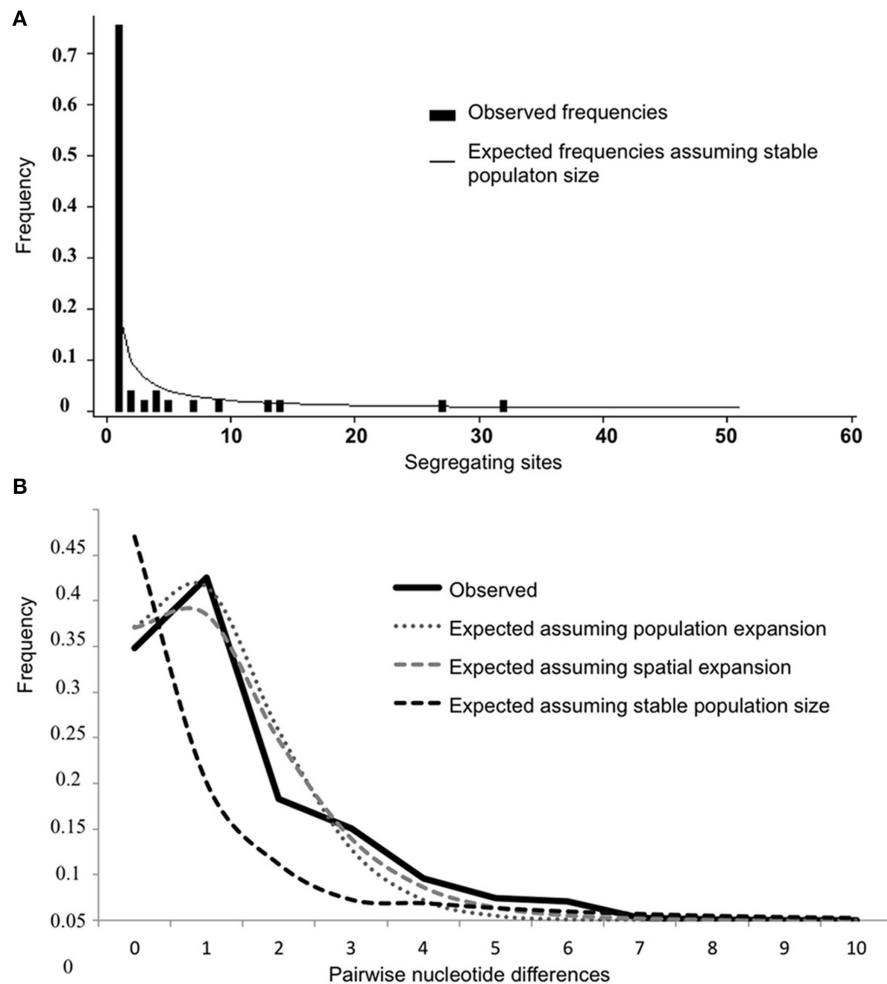 A
0.7
0.6
0.5
0.4
0.3
0.2
0.1
0
Frequency
Observed frequencies
Expected frequencies assuming stable
populaton size
0 10 20 30 40 50 60
Segregating sites
B
0.45
0.4
0.35
0.3
0.25
0.2
0.15
0.1
0.05
0
Frequency
Observed
Expected assuming population expansion
Expected assuming spatial expansion
Expected assuming stable population size
0 1 2 3 4 5 6 7 8 9 10
Pairwise nucleotide differences